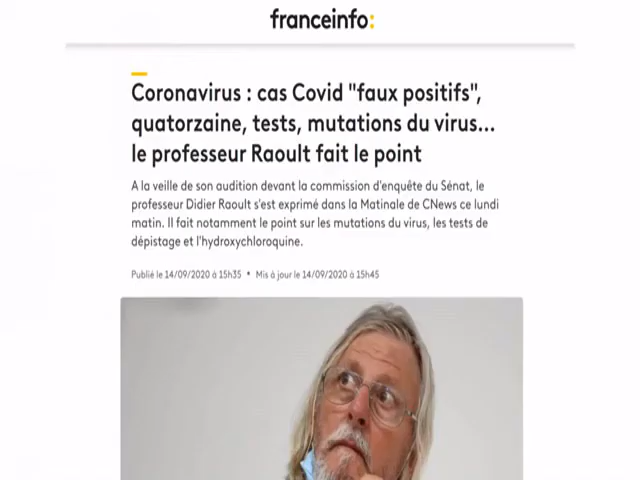 franceinfo:
Coronavirus : cas Covid "faux positifs",
quatorzaine, tests, mutations du virus...
le professeur Raoult fait le point
A la veille de son audition devant la commission d'enquête du Sénat, le
professeur Didier Raoult s'est exprimé dans la Matinale de CNews ce lundi
matin. Il fait notamment le point sur les mutations du virus, les tests de
dépistage et l'hydroxychloroquine.
Publié le 14/09/2020 à 15h35 • Mis à jour le 14/09/2020 à 15h45